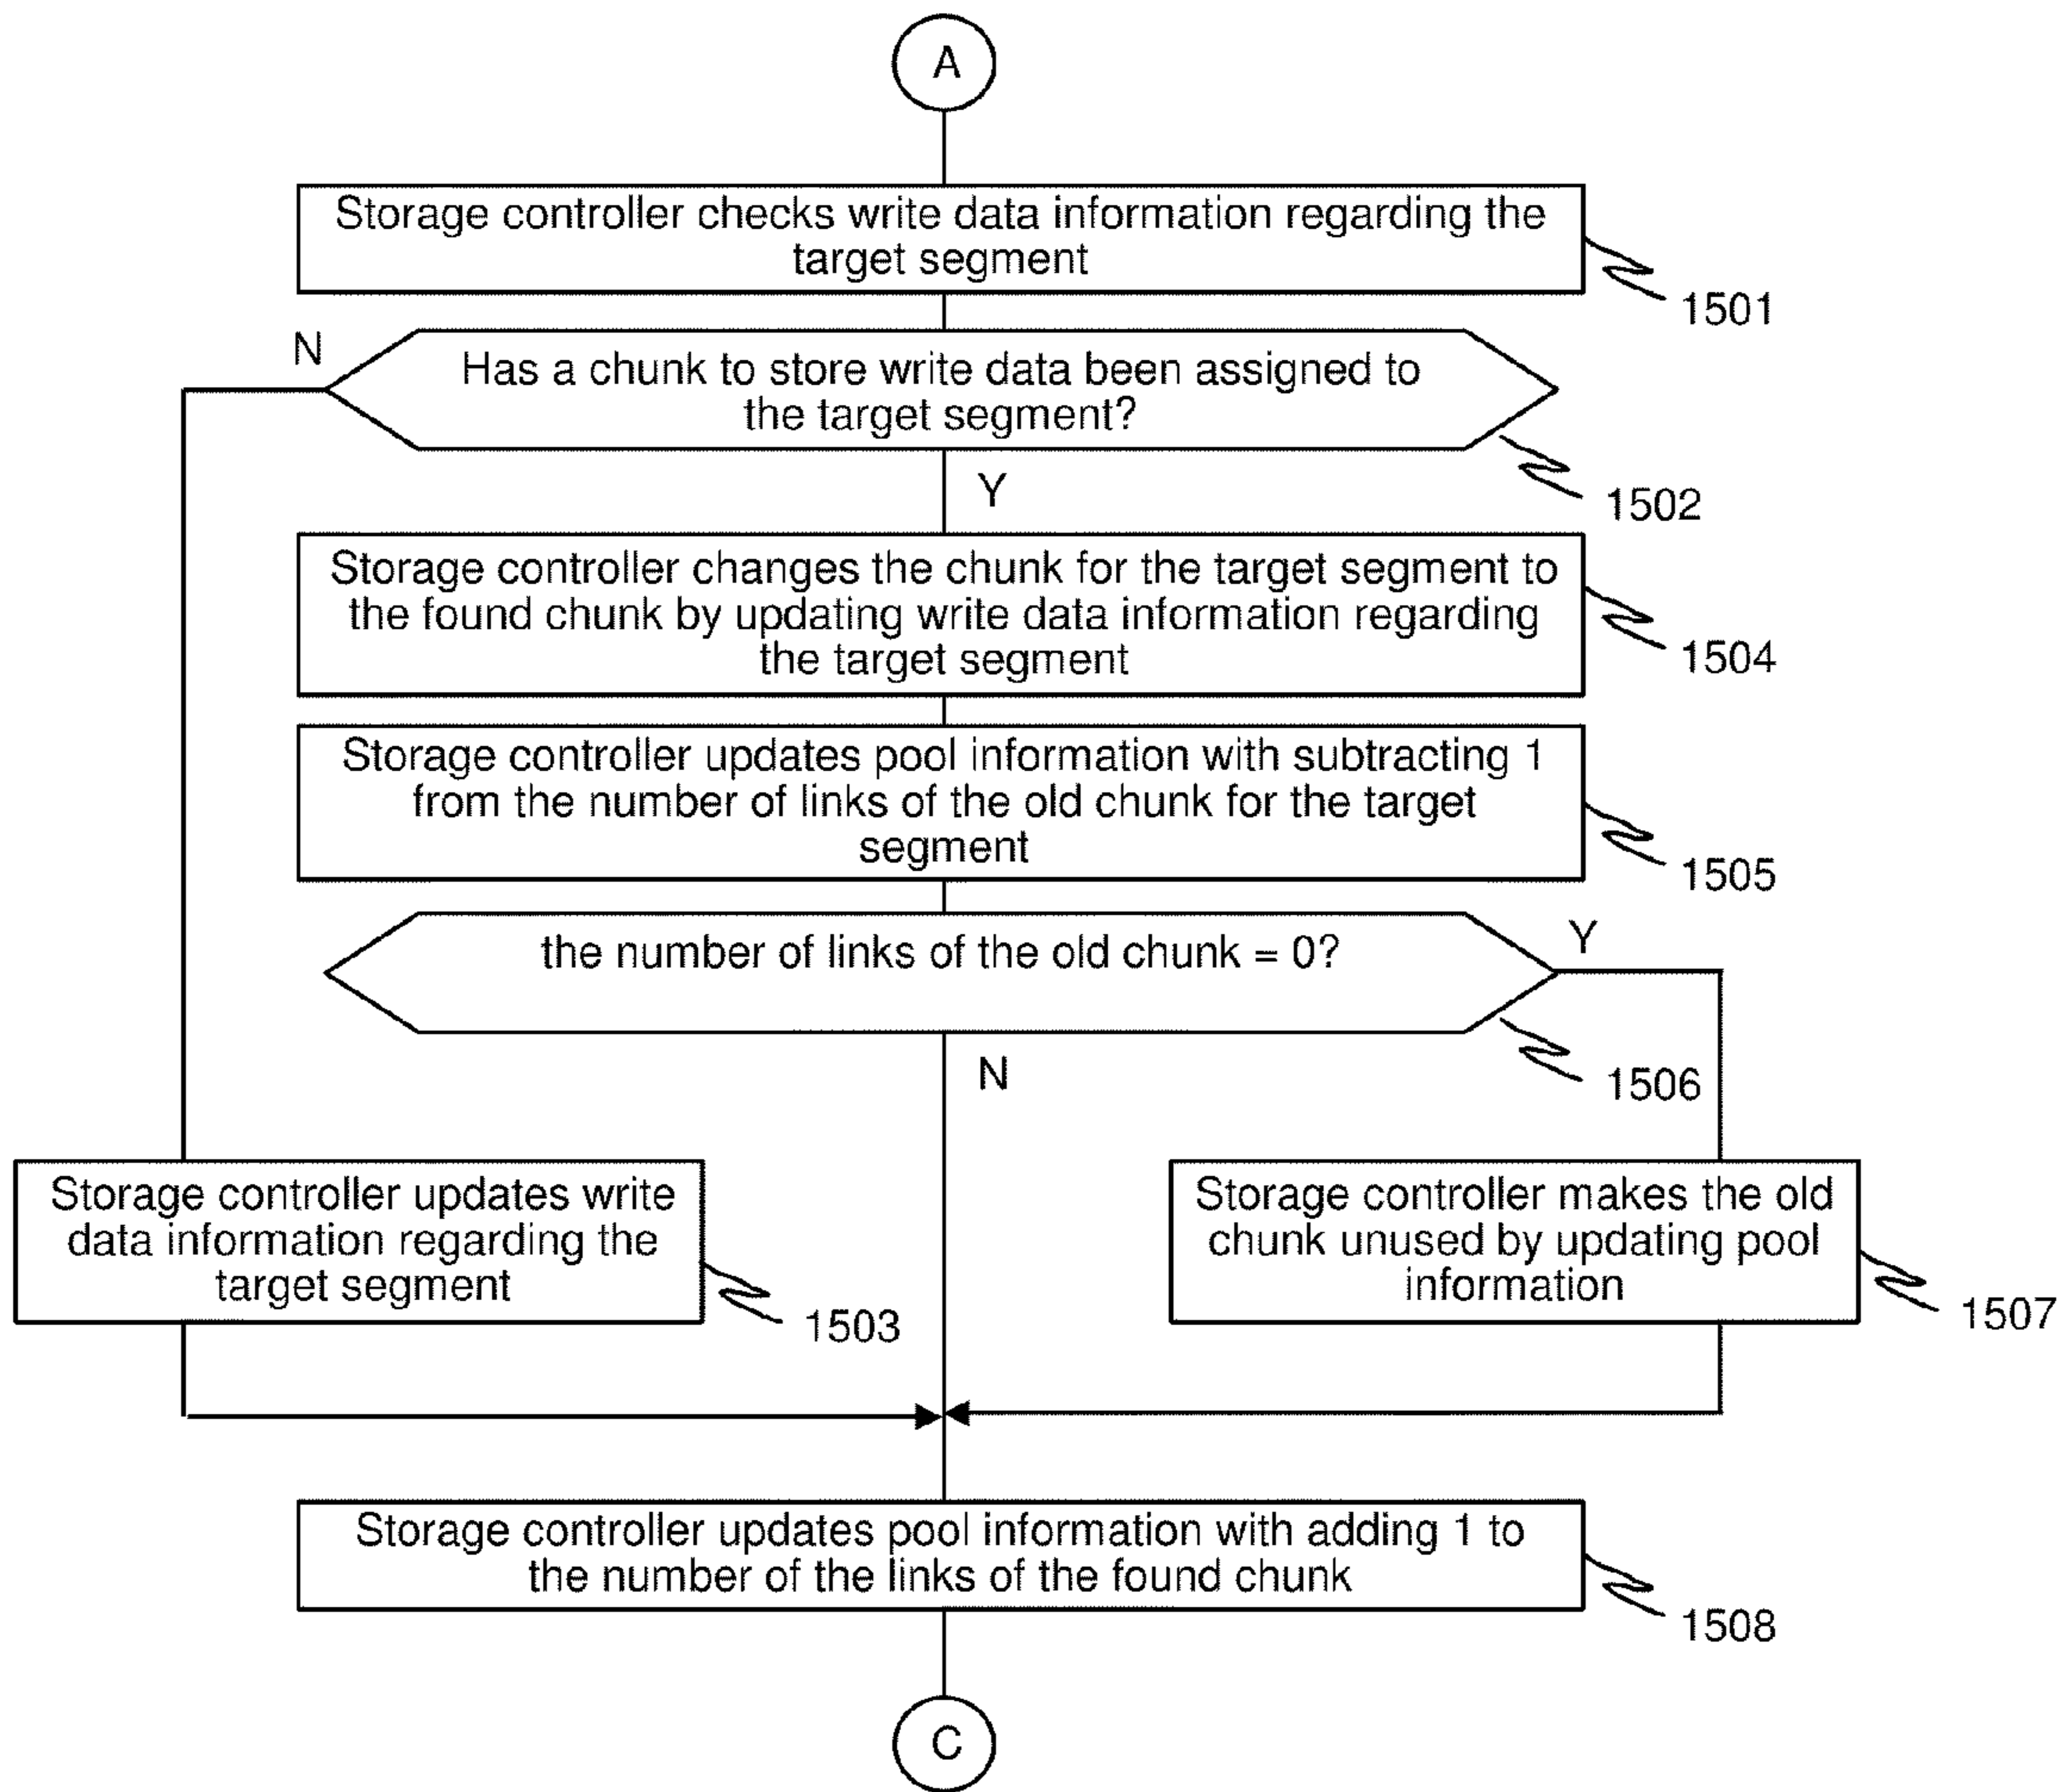 A
Storage controller checks write data information regarding the
target segment
1501
N
Has a chunk to store write data been assigned to
the target segment?
1502
Y
Storage controller changes the chunk for the target segment to
the found chunk by updating write data information regarding
the target segment
1504
Storage controller updates pool information with subtracting 1
from the number of links of the old chunk for the target
segment
1505
the number of links of the old chunk = 0?
Y
1506
N
Storage controller updates write
data information regarding the
target segment
1503
Storage controller makes the old
chunk unused by updating pool
information
1507
Storage controller updates pool information with adding 1 to
the number of the links of the found chunk
1508
C